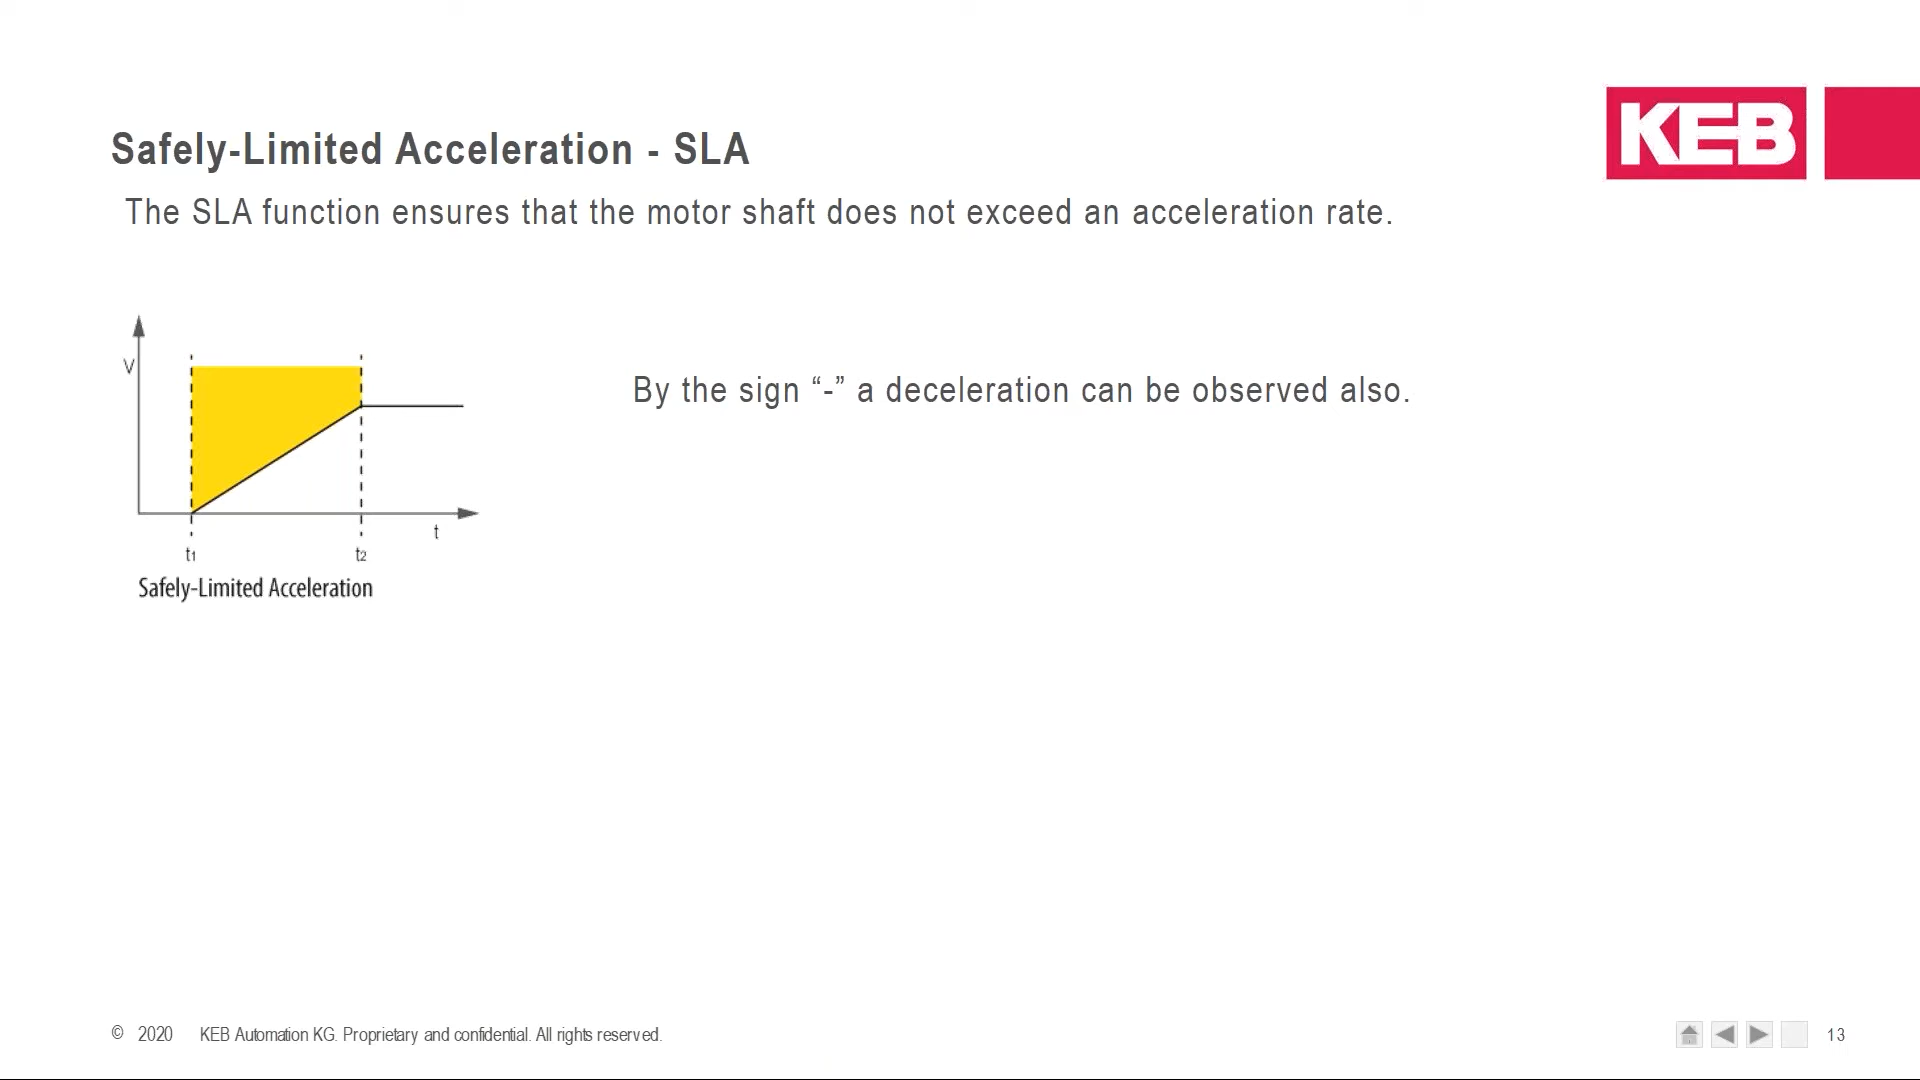 KEB
Safely-Limited Acceleration - SLA
The SLA function ensures that the motor shaft does not exceed an acceleration rate.
V
By the sign “-” a deceleration can be observed also.
t
t1
t2
Safely-Limited Acceleration
© 2020 KEB Automation KG. Proprietary and confidential. All rights reserved.
13